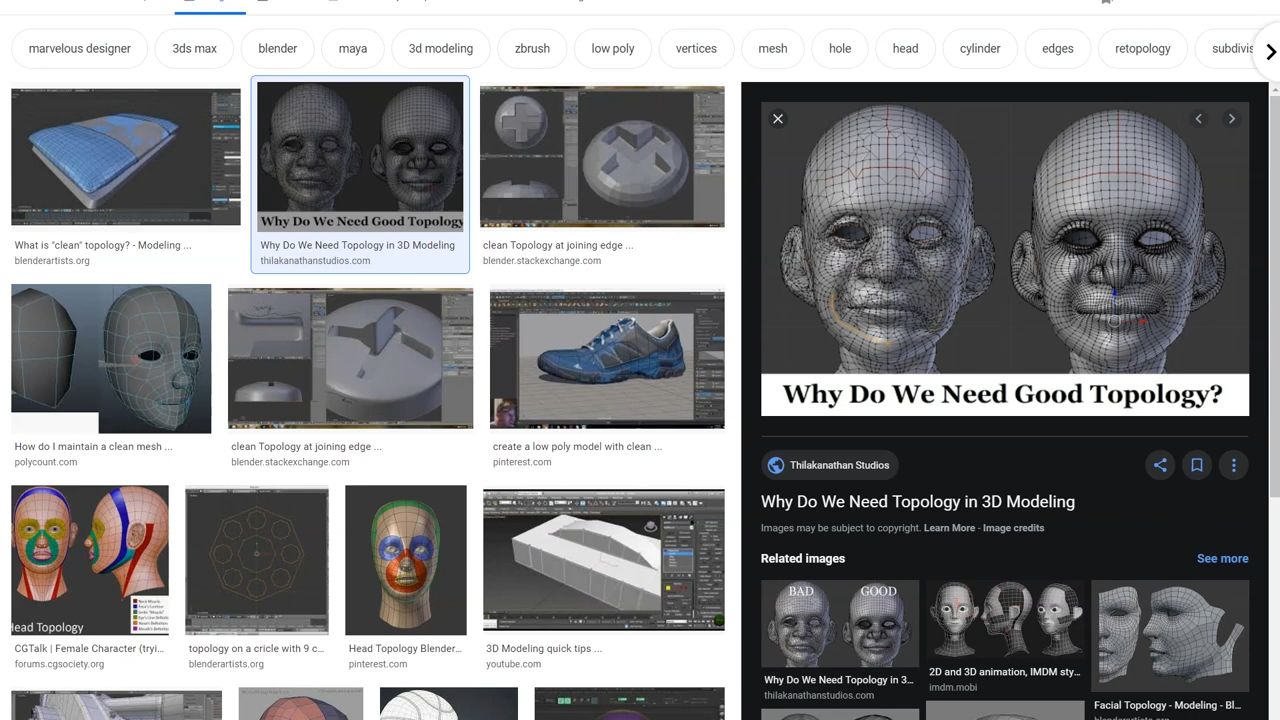 marvelous designer
3ds max
blender
maya
3d modeling
zbrush
low poly
vertices
mesh
hole
head
cylinder
edges
retopology
subdivis
Why Do We Need Good Topology
What is "clean" topology? - Modeling ...
blenderartists.org
Why Do We Need Topology in 3D Modeling
thilakanathanstudios.com
clean Topology at joining edge ...
blender.stackexchange.com
How do I maintain a clean mesh ...
polycount.com
clean Topology at joining edge ...
blender.stackexchange.com
create a low poly model with clean ...
pinterest.com
ead Topology
CGTalk | Female Character (tryi...
forums.cgsociety.org
topology on a cricle with 9 c...
blenderartists.org
Head Topology Blender...
pinterest.com
3D Modeling quick tips ...
youtube.com
Why Do We Need Good Topology?
Thilakanathan Studios
Why Do We Need Topology in 3D Modeling
Images may be subject to copyright. Learn More - Image credits
Related images
See more
BAD GOOD
Why Do We Need Topology in 3...
thilakanathanstudios.com
2D and 3D animation, IMDM sty...
imdm.mobi
Facial Topology - Modeling - Bl...
blenderartists.org